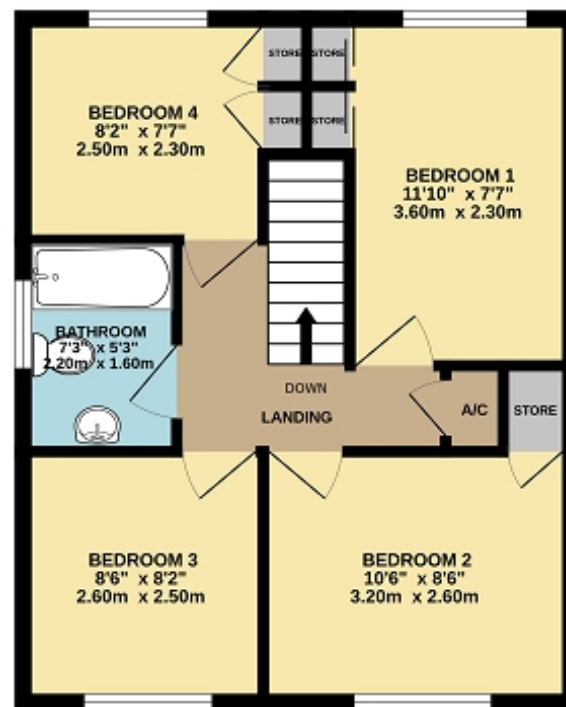 STORE
STORE
BEDROOM 4
8'2" x 7'7"
2.50m x 2.30m
STORE
STORE
BEDROOM 1
11'10" x 7'7"
3.60m x 2.30m
BATHROOM
7'3" x 5'3"
2.20m x 1.60m
DOWN
LANDING
A/C
STORE
BEDROOM 3
8'6" x 8'2"
2.60m x 2.50m
BEDROOM 2
10'6" x 8'6"
3.20m x 2.60m